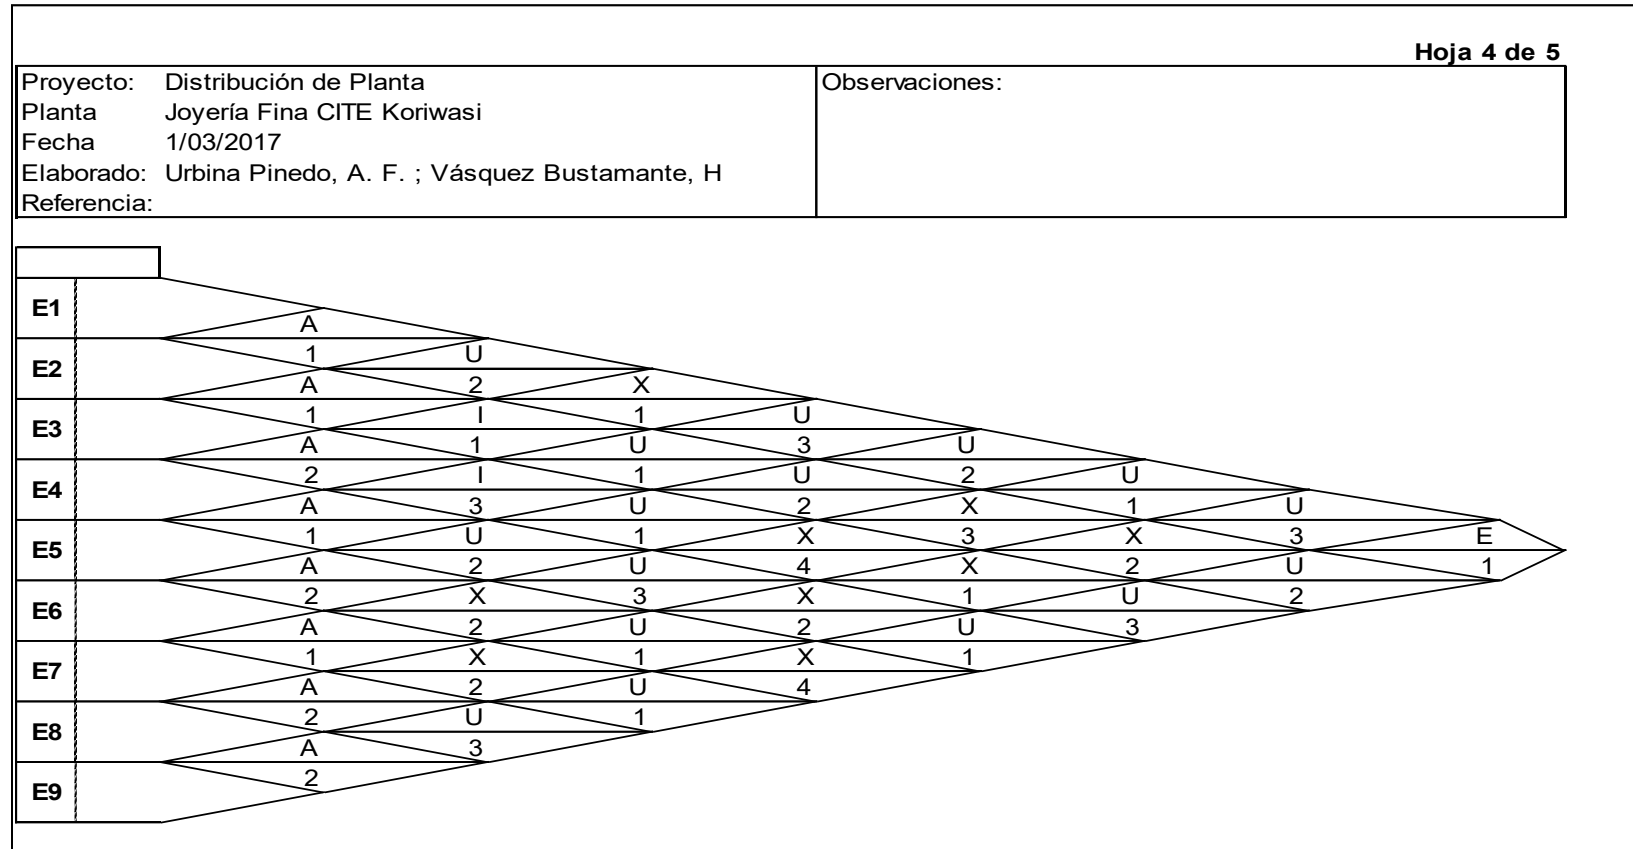 Hoja 4 de 5
Proyecto: Distribución de Planta
Observaciones:
Planta Joyería Fina CITE Koriwasi
Fecha 1/03/2017
Elaborado: Urbina Pinedo, A. F. ; Vásquez Bustamante, H
Referencia:
E1
A
1 U
E2
A 2 X
1 I 1 U
E3
A 1 U 3 U
2 I 1 U 2 U
E4
A 3 U 2 X 1 U
1 U 1 X 3 X 3 E
E5
A 2 U 4 X 2 U 1
2 X 3 X 1 U 2
E6
A 2 U 2 U 3
1 X 1 X 1
E7
A 2 U 4
2 U 1
E8
A 3
2
E9